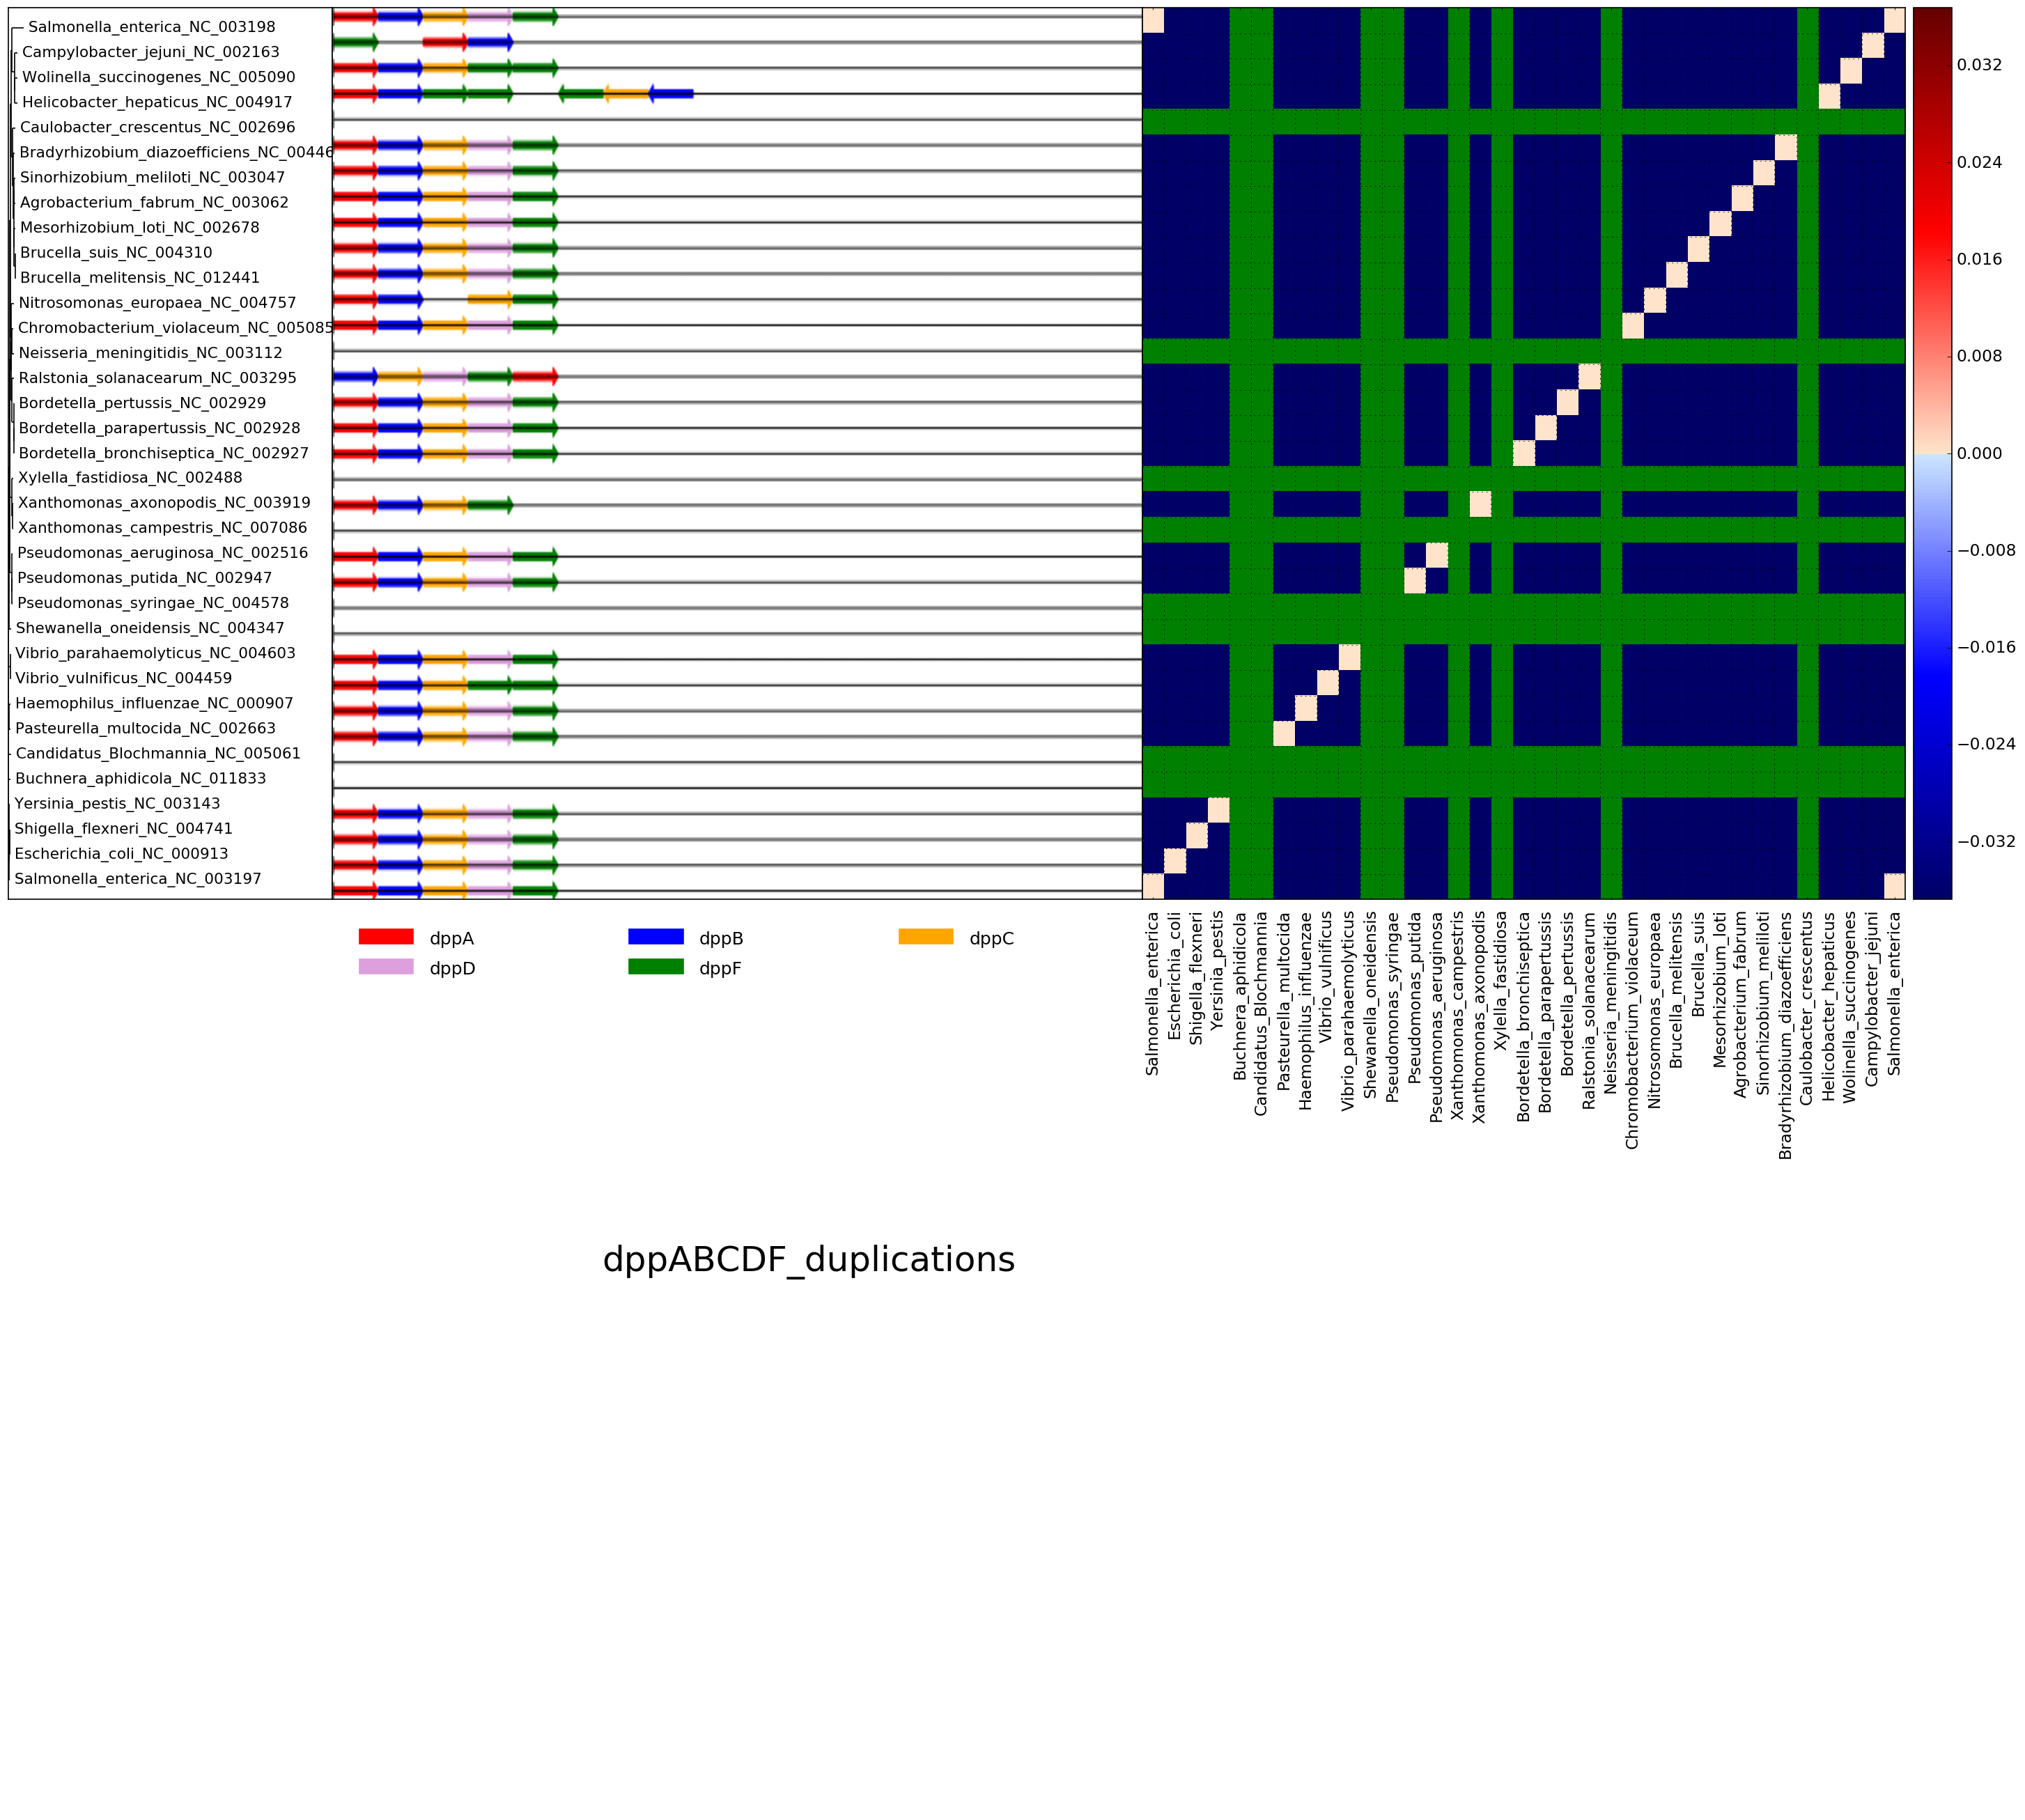 Salmonella_enterica_NC_003198
Campylobacter_jejuni_NC_002163
Wolinella_succinogenes_NC_005090
Helicobacter_hepaticus_NC_004917
Caulobacter_crescentus_NC_002696
Bradyrhizobium_diazoefficiens_NC_00446
Sinorhizobium_meliloti_NC_003047
Agrobacterium_fabrum_NC_003062
Mesorhizobium_loti_NC_002678
Brucella_suis_NC_004310
Brucella_melitensis_NC_012441
Nitrosomonas_europaea_NC_004757
Chromobacterium_violaceum_NC_005085
Neisseria_meningitidis_NC_003112
Ralstonia_solanacearum_NC_003295
Bordetella_pertussis_NC_002929
Bordetella_parapertussis_NC_002928
Bordetella_bronchiseptica_NC_002927
Xylella_fastidiosa_NC_002488
Xanthomonas_axonopodis_NC_003919
Xanthomonas_campestris_NC_007086
Pseudomonas_aeruginosa_NC_002516
Pseudomonas_putida_NC_002947
Pseudomonas_syringae_NC_004578
Shewanella_oneidensis_NC_004347
Vibrio_parahaemolyticus_NC_004603
Vibrio_vulnificus_NC_004459
Haemophilus_influenzae_NC_000907
Pasteurella_multocida_NC_002663
Candidatus_Blochmannia_NC_005061
Buchnera_aphidicola_NC_011833
Yersinia_pestis_NC_003143
Shigella_flexneri_NC_004741
Escherichia_coli_NC_000913
Salmonella_enterica_NC_003197
0.032
0.024
0.016
0.008
0.000
−0.008
−0.016
−0.024
−0.032
Salmonella_enterica
Escherichia_coli
Shigella_flexneri
Yersinia_pestis
Buchnera_aphidicola
Candidatus_Blochmannia
Pasteurella_multocida
Haemophilus_influenzae
Vibrio_vulnificus
Vibrio_parahaemolyticus
Shewanella_oneidensis
Pseudomonas_syringae
Pseudomonas_putida
Pseudomonas_aeruginosa
Xanthomonas_campestris
Xanthomonas_axonopodis
Xylella_fastidiosa
Bordetella_bronchiseptica
Bordetella_parapertussis
Bordetella_pertussis
Ralstonia_solanacearum
Neisseria_meningitidis
Chromobacterium_violaceum
Nitrosomonas_europaea
Brucella_melitensis
Brucella_suis
Mesorhizobium_loti
Agrobacterium_fabrum
Sinorhizobium_meliloti
Bradyrhizobium_diazoefficiens
Caulobacter_crescentus
Helicobacter_hepaticus
Wolinella_succinogenes
Campylobacter_jejuni
Salmonella_enterica
dppA dppB dppC
dppD dppF
dppABCDF_duplications